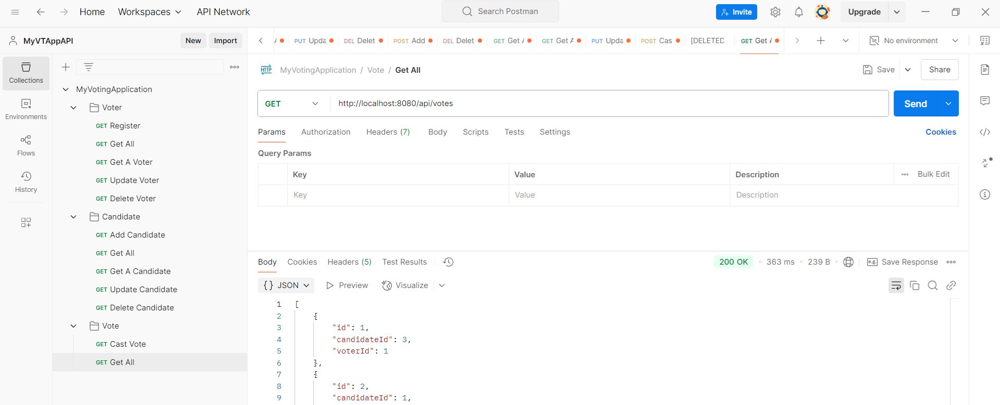 Home Workspaces API Network Search Postman Invite Upgrade
MyVTAppAPI New Import
PUT Upda DEL Delet POST Add DEL Delet GET Get A GET Get A PUT Upda POST Cas [DELETED GET Get A No environment
Collections
Environments
Flows
History
MyVotingApplication
Voter
GET Register
GET Get All
GET Get A Voter
GET Update Voter
GET Delete Voter
Candidate
GET Add Candidate
GET Get All
GET Get A Candidate
GET Update Candidate
GET Delete Candidate
Vote
GET Cast Vote
GET Get All
HTTP MyVotingApplication / Vote / Get All Save Share
GET http://localhost:8080/api/votes Send
Params Authorization Headers (7) Body Scripts Tests Settings Cookies
Query Params
Key Value Description Bulk Edit
Key Value Description
Body Cookies Headers (5) Test Results 200 OK • 363 ms • 239 B • e.g. Save Response
{} JSON Preview Visualize
1 [
2 {
3 "id": 1,
4 "candidateId": 3,
5 "voterId": 1
6 },
7 {
8 "id": 2,
9 "candidateId": 1,